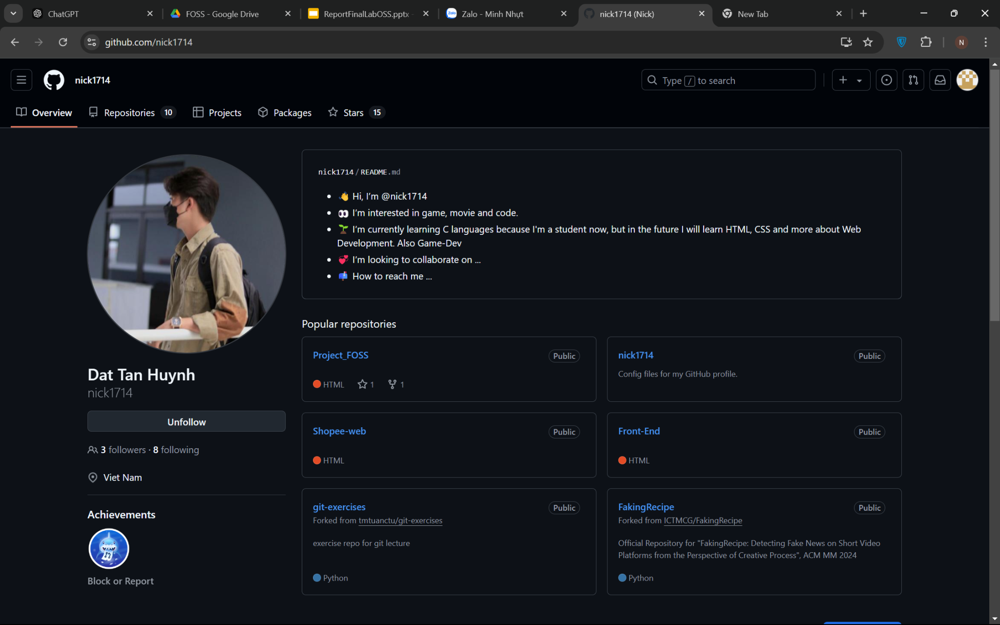 ChatGPT
FOSS - Google Drive
ReportFinalLabOSS.pptx -
Zalo - Minh Nhựt
nick1714 (Nick)
New Tab
github.com/nick1714
N
nick1714
Type / to search
Overview
Repositories 10
Projects
Packages
Stars 15
nick1714 / README.md
👋 Hi, I’m @nick1714
👀 I’m interested in game, movie and code.
🌱 I’m currently learning C languages because I'm a student now, but in the future I will learn HTML, CSS and more about Web
Development. Also Game-Dev
💞️ I’m looking to collaborate on ...
📫 How to reach me ...
Dat Tan Huynh
nick1714
Unfollow
3 followers · 8 following
Viet Nam
Achievements
Block or Report
Popular repositories
Project_FOSS Public
HTML 1 1
nick1714 Public
Config files for my GitHub profile.
Shopee-web Public
HTML
Front-End Public
HTML
git-exercises Public
Forked from tmtuanctu/git-exercises
exercise repo for git lecture
Python
FakingRecipe Public
Forked from ICTMCG/FakingRecipe
Official Repository for "FakingRecipe: Detecting Fake News on Short Video
Platforms from the Perspective of Creative Process", ACM MM 2024
Python